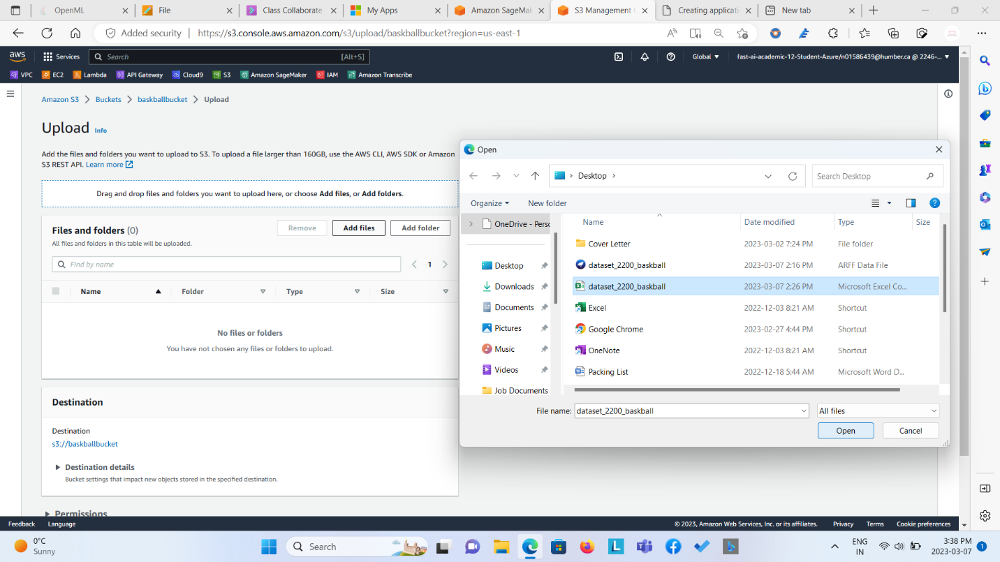 OpenML
File
Class Collaborate
My Apps
Amazon SageMa
S3 Management
Creating applicati
New tab
Added security
https://s3.console.aws.amazon.com/s3/upload/baskballbucket?region=us-east-1
aws
Services
Search
[Alt+S]
Global
fast-ai-academic-12-Student-Azure/n01586439@humber.ca @ 2246-...
VPC
EC2
Lambda
API Gateway
Cloud9
S3
Amazon SageMaker
IAM
Amazon Transcribe
Amazon S3
Buckets
baskballbucket
Upload
Upload
Info
Add the files and folders you want to upload to S3. To upload a file larger than 160GB, use the AWS CLI, AWS SDK or Amazon
S3 REST API. Learn more
Drag and drop files and folders you want to upload here, or choose Add files, or Add folders.
Files and folders (0)
Remove
Add files
Add folder
All files and folders in this table will be uploaded.
Find by name
1
Name
Folder
Type
Size
No files or folders
You have not chosen any files or folders to upload.
Destination
Destination
s3://baskballbucket
Destination details
Bucket settings that impact new objects stored in the specified destination.
Permissions
Open
Desktop
Search Desktop
Organize
New folder
OneDrive - Perso
Desktop
Downloads
Documents
Pictures
Music
Videos
Job Documents
Name
Date modified
Type
Size
Cover Letter
2023-03-02 7:24 PM
File folder
dataset_2200_baskball
2023-03-07 2:16 PM
ARFF Data File
dataset_2200_baskball
2023-03-07 2:26 PM
Microsoft Excel Co...
Excel
2022-12-03 8:21 AM
Shortcut
Google Chrome
2023-02-27 4:44 PM
Shortcut
OneNote
2022-12-03 8:21 AM
Shortcut
Packing List
2022-12-18 5:44 AM
Microsoft Word D...
File name:
dataset_2200_baskball
All files
Open
Cancel
Feedback
Language
© 2023, Amazon Web Services, Inc. or its affiliates.
Privacy
Terms
Cookie preferences
0°C
Sunny
Search
ENG
IN
3:38 PM
2023-03-07
1